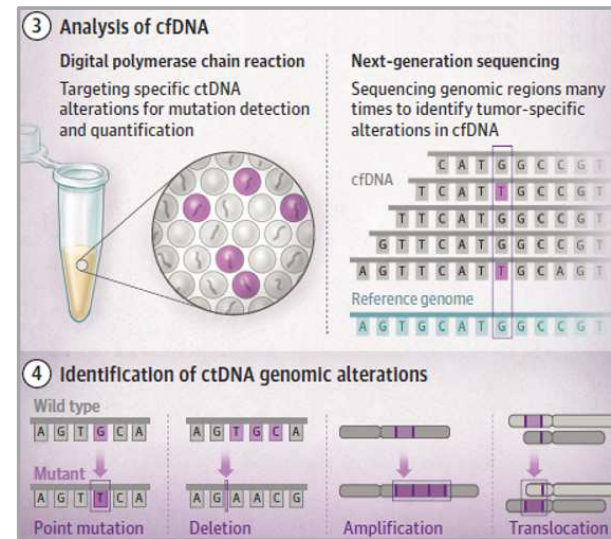 3 Analysis of cfDNA
Digital polymerase chain reaction
Targeting specific ctDNA
alterations for mutation detection
and quantification
Next-generation sequencing
Sequencing genomic regions many
times to identify tumor-specific
alterations in cfDNA
cfDNA
C A T G G C C G T
T C A T T G C C G T
T T C A T G G C C G T
G T T C A T G G C C G T
A G T T C A T T G C A G T
Reference genome
A G T G C A T G G C C G T
4 Identification of ctDNA genomic alterations
Wild type
A G T G C A
A G T G C A
Mutant
A G T T C A
A G A A C G
Point mutation
Deletion
Amplification
Translocation